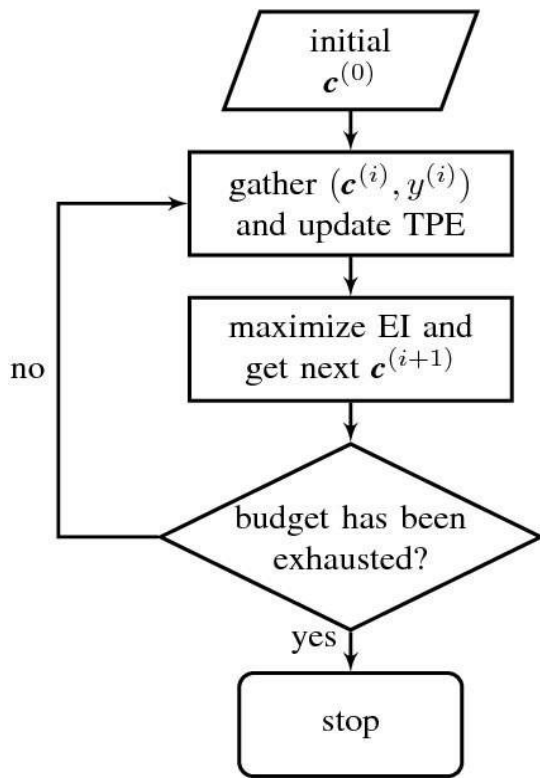 initial
c^{(0)}
gather (c^{(i)}, y^{(i)})
and update TPE
maximize EI and
get next c^{(i+1)}
no
budget has been
exhausted?
yes
stop